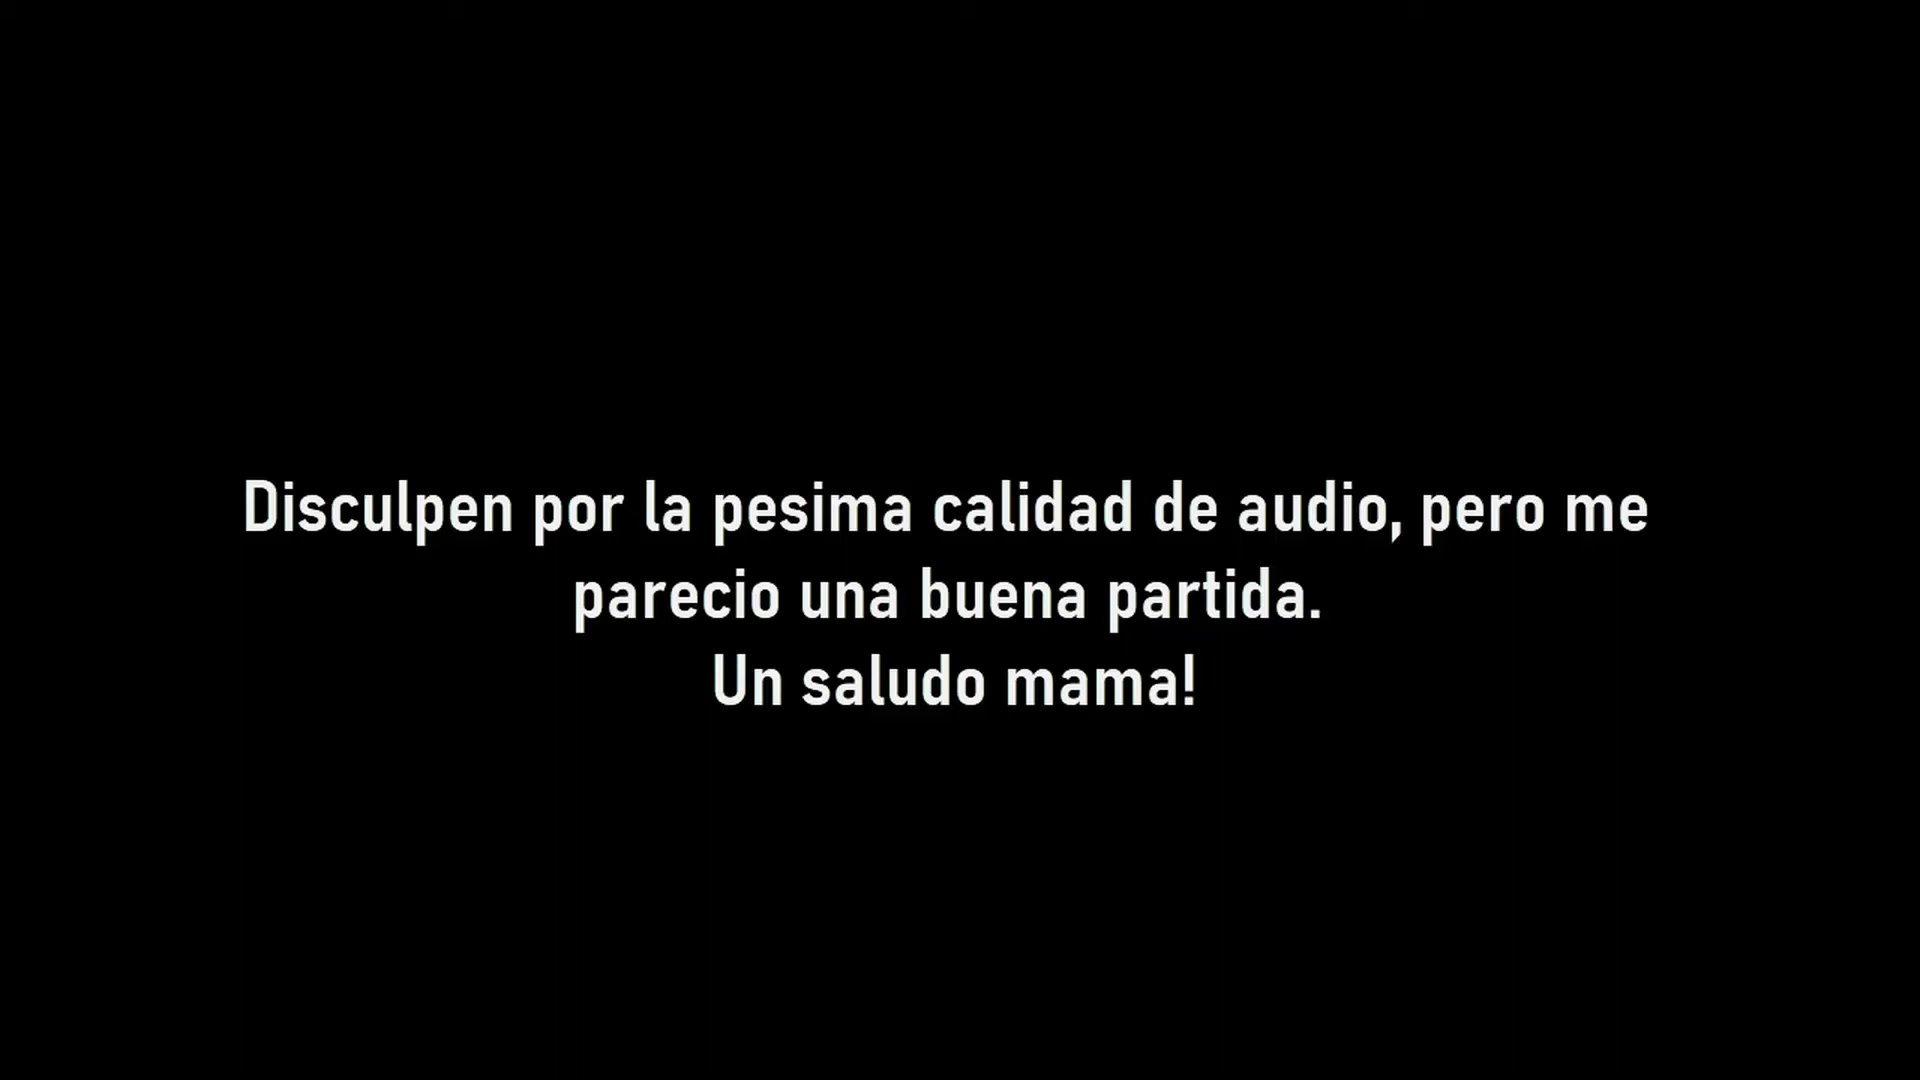 Disculpen por la pesima calidad de audio, pero me
parecio una buena partida.
Un saludo mama!